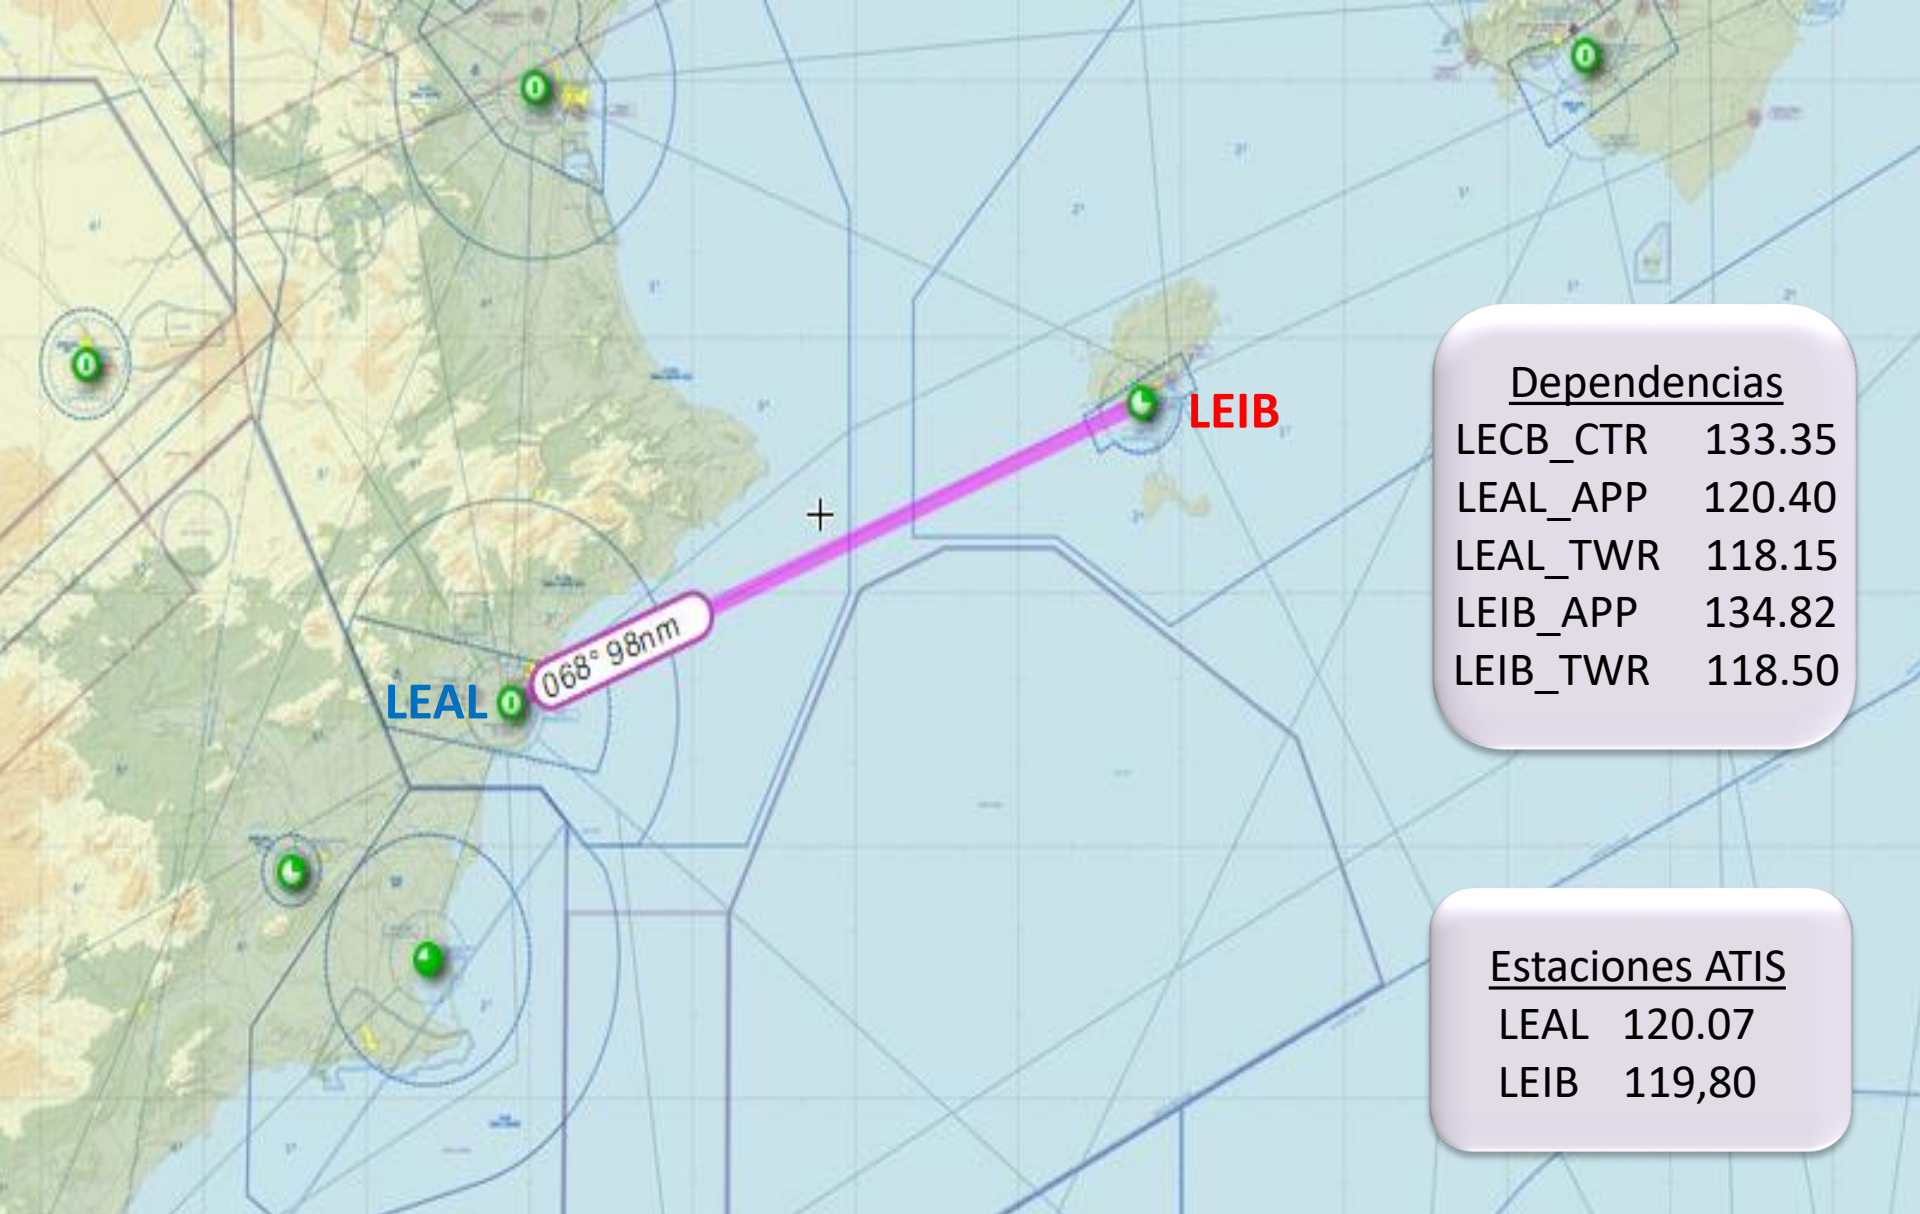 LEIB
068° 98nm
LEAL
Dependencias
LECB_CTR 133.35
LEAL_APP 120.40
LEAL_TWR 118.15
LEIB_APP 134.82
LEIB_TWR 118.50
Estaciones ATIS
LEAL 120.07
LEIB 119,80